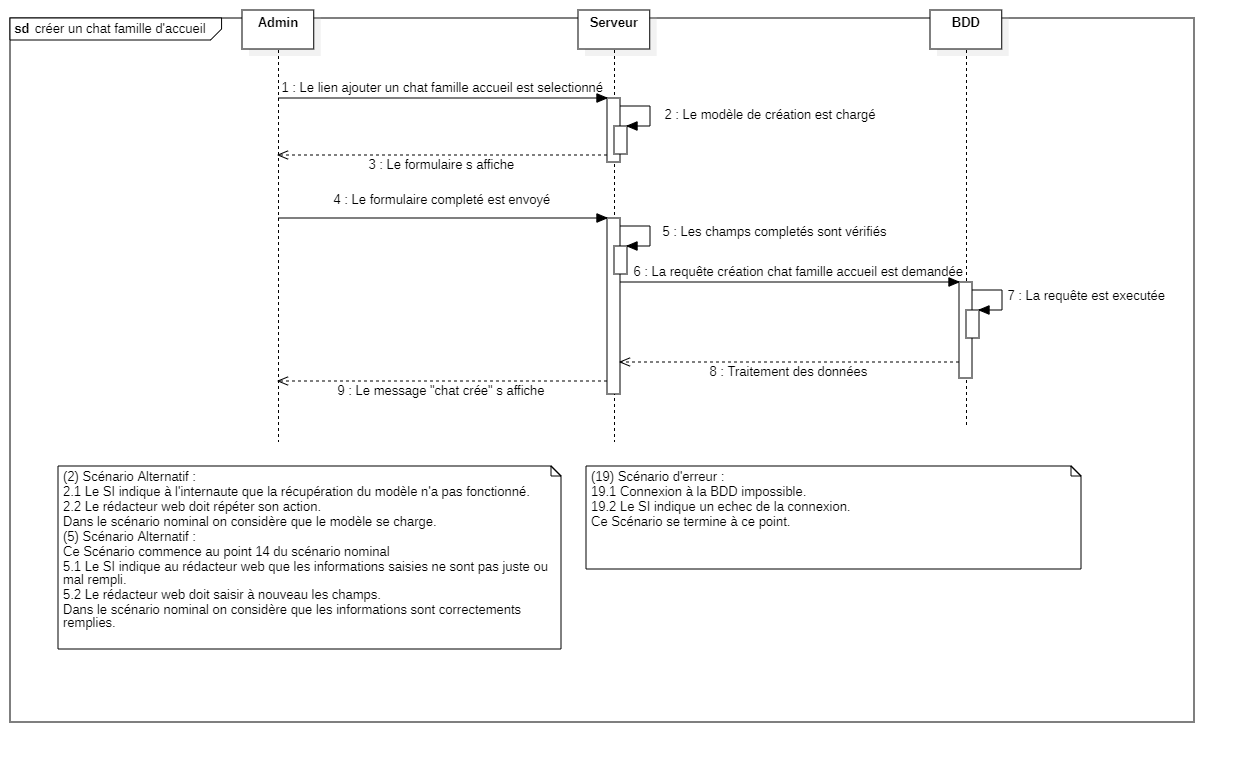 sd créer un chat famille d'accueil
Admin
Serveur
BDD
1 : Le lien ajouter un chat famille accueil est selectionné
2 : Le modèle de création est chargé
3 : Le formulaire s affiche
4 : Le formulaire completé est envoyé
5 : Les champs completés sont vérifiés
6 : La requête création chat famille accueil est demandée
7 : La requête est executée
8 : Traitement des données
9 : Le message "chat crée" s affiche
(2) Scénario Alternatif :
2.1 Le SI indique à l'internaute que la récupération du modèle n'a pas fonctionné.
2.2 Le rédacteur web doit répéter son action.
Dans le scénario nominal on considère que le modèle se charge.
(5) Scénario Alternatif :
Ce Scénario commence au point 14 du scénario nominal
5.1 Le SI indique au rédacteur web que les informations saisies ne sont pas juste ou
mal rempli.
5.2 Le rédacteur web doit saisir à nouveau les champs.
Dans le scénario nominal on considère que les informations sont correctements
remplies.
(19) Scénario d'erreur :
19.1 Connexion à la BDD impossible.
19.2 Le SI indique un echec de la connexion.
Ce Scénario se termine à ce point.